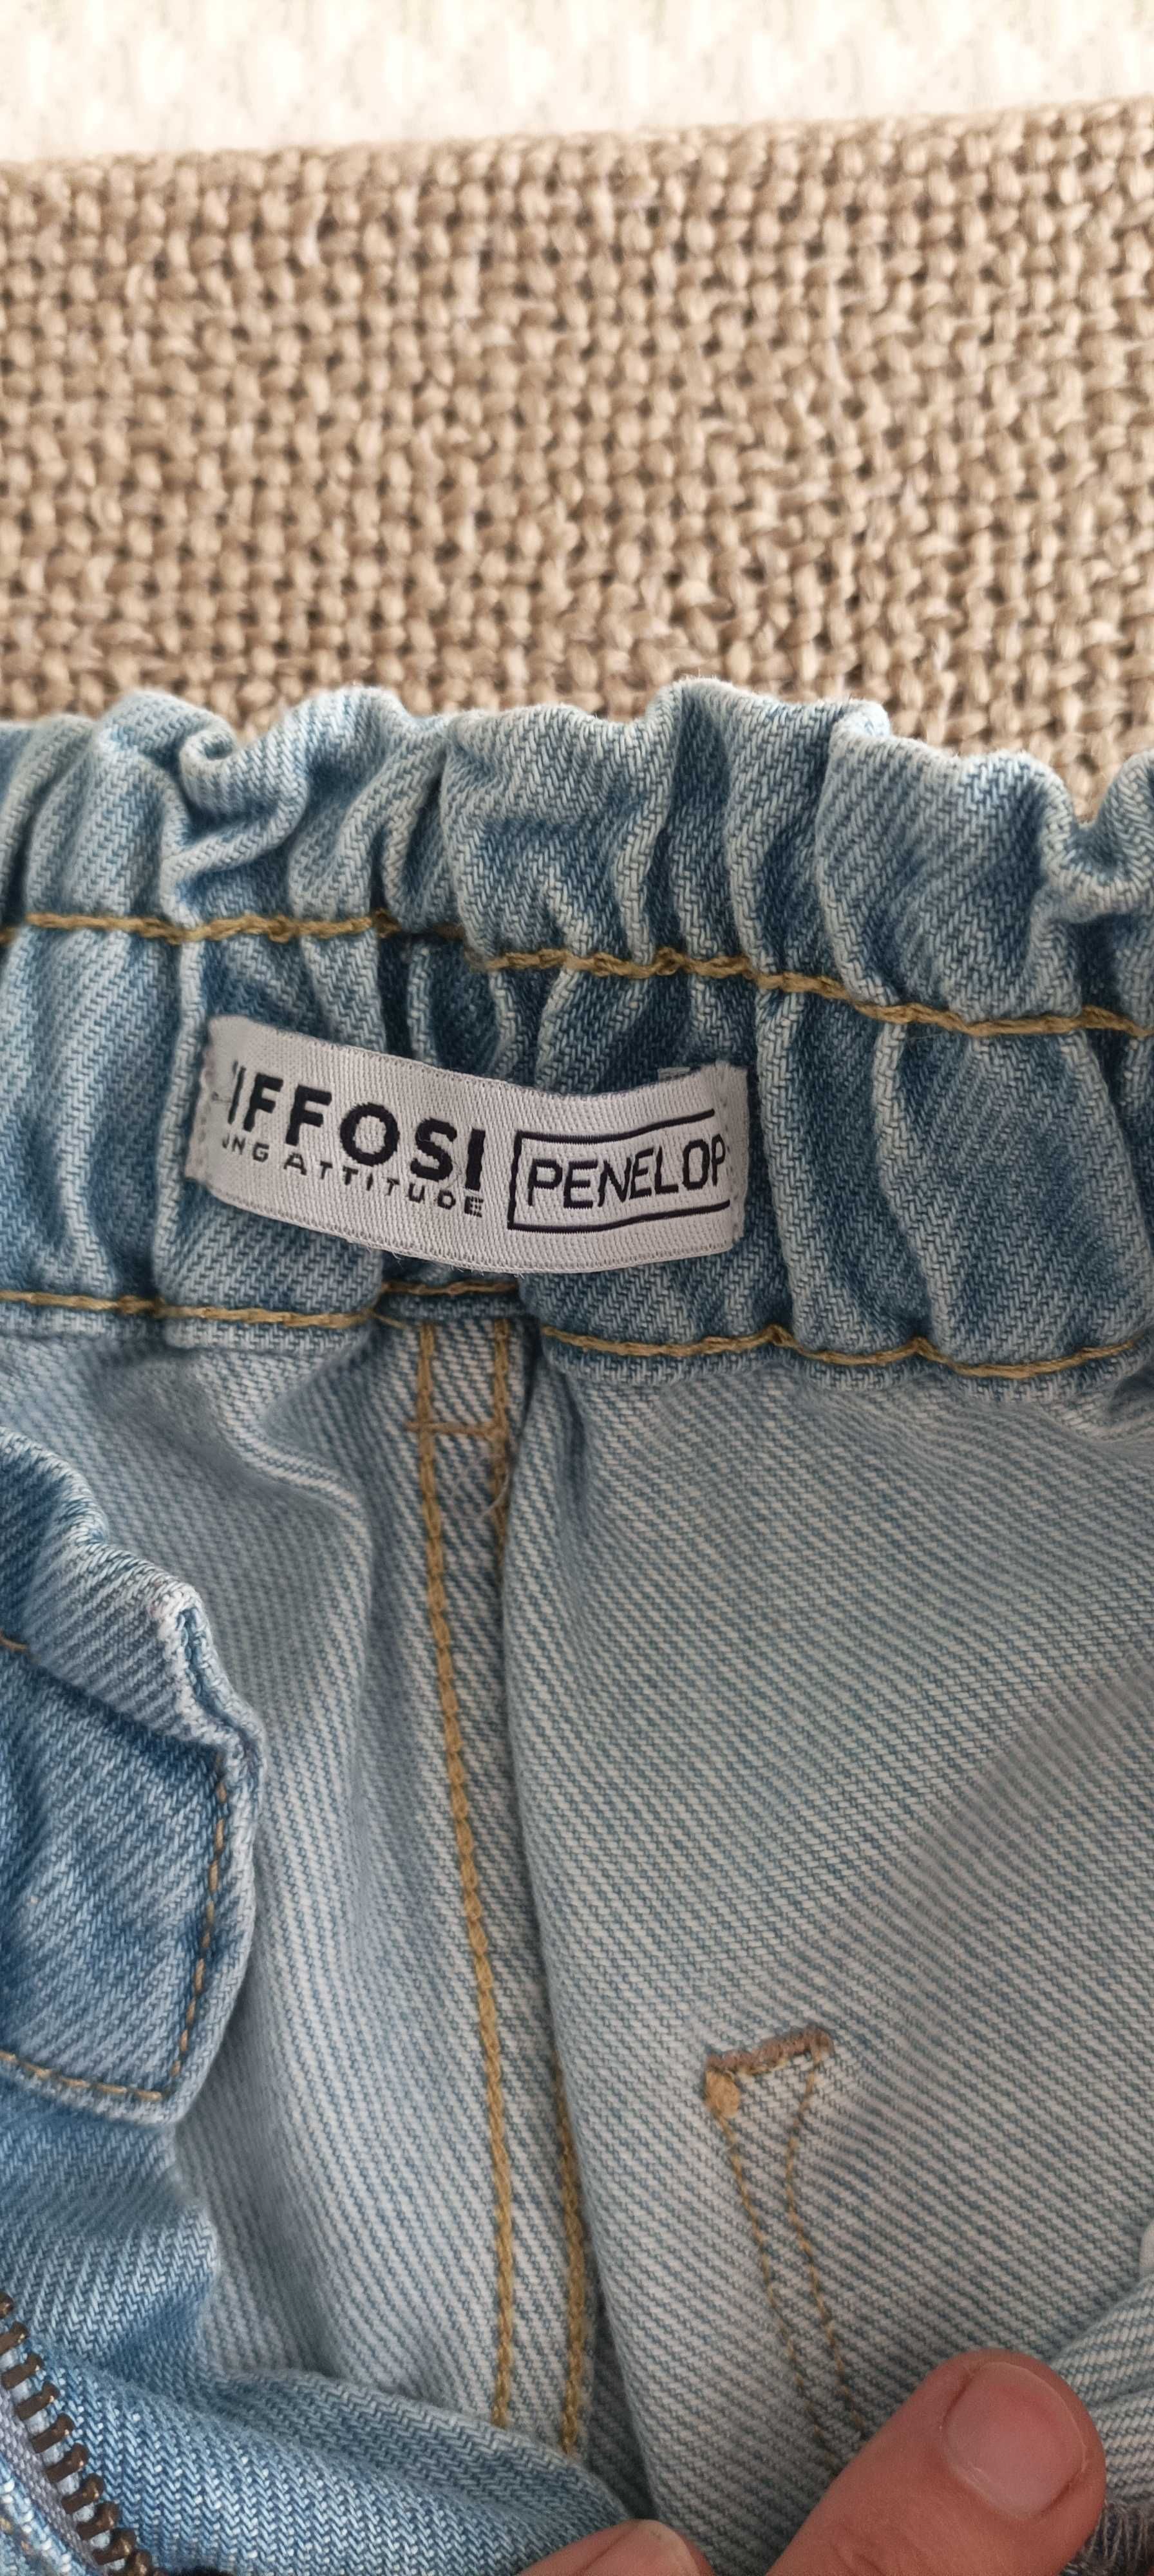 IFFOSI
NG ATTITUDE
PENELOP